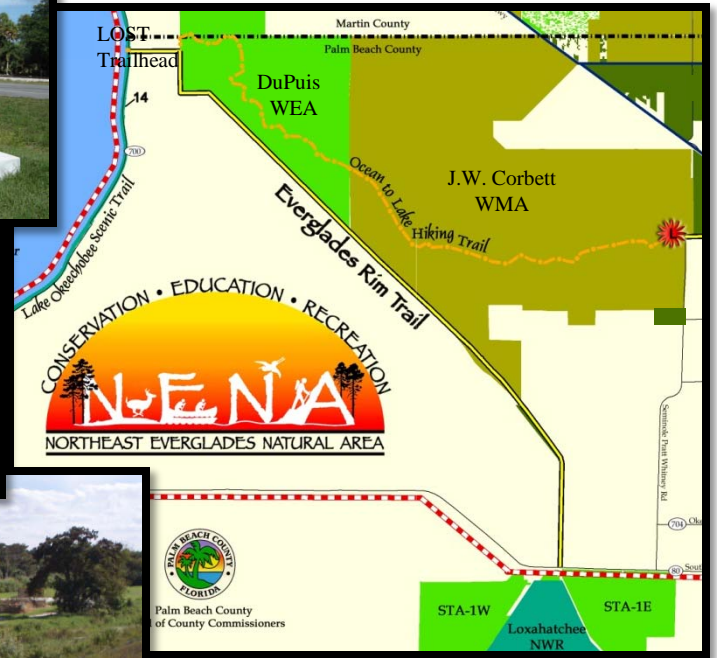 Martin County
Palm Beach County
LOST
Trailhead
DuPuis
WEA
14
700
J.W. Corbett
WMA
Ocean to Lake
Hiking Trail
L
Everglades Rim Trail
Lake Okeechobee Scenic Trail
CONSERVATION • EDUCATION • RECREATION
NENA
NORTHEAST EVERGLADES NATURAL AREA
Seminole Pratt Whitney Rd
704
80
PALM BEACH COUNTY
FLORIDA
Palm Beach County
of County Commissioners
STA-1W
STA-1E
Loxahatchee
NWR